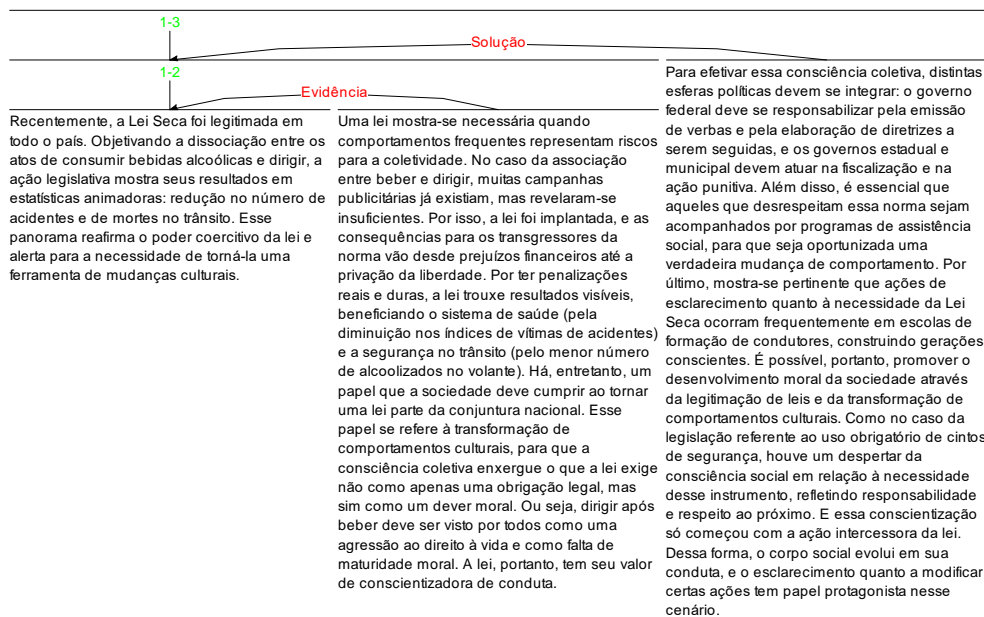 1-3
Solução
1-2
Evidência
Recentemente, a Lei Seca foi legitimada em
todo o país. Objetivando a dissociação entre os
atos de consumir bebidas alcoólicas e dirigir, a
ação legislativa mostra seus resultados em
estatísticas animadoras: redução no número de
acidentes e de mortes no trânsito. Esse
panorama reafirma o poder coercitivo da lei e
alerta para a necessidade de torná-la uma
ferramenta de mudanças culturais.
Uma lei mostra-se necessária quando
comportamentos frequentes representam riscos
para a coletividade. No caso da associação
entre beber e dirigir, muitas campanhas
publicitárias já existiam, mas revelaram-se
insuficientes. Por isso, a lei foi implantada, e as
consequências para os transgressores da
norma vão desde prejuízos financeiros até a
privação da liberdade. Por ter penalizações
reais e duras, a lei trouxe resultados visíveis,
beneficiando o sistema de saúde (pela
diminuição nos índices de vítimas de acidentes)
e a segurança no trânsito (pelo menor número
de alcoolizados no volante). Há, entretanto, um
papel que a sociedade deve cumprir ao tornar
uma lei parte da conjuntura nacional. Esse
papel se refere à transformação de
comportamentos culturais, para que a
consciência coletiva enxergue o que a lei exige
não como apenas uma obrigação legal, mas
sim como um dever moral. Ou seja, dirigir após
beber deve ser visto por todos como uma
agressão ao direito à vida e como falta de
maturidade moral. A lei, portanto, tem seu valor
de conscientizadora de conduta.
Para efetivar essa consciência coletiva, distintas
esferas políticas devem se integrar: o governo
federal deve se responsabilizar pela emissão
de verbas e pela elaboração de diretrizes a
serem seguidas, e os governos estadual e
municipal devem atuar na fiscalização e na
ação punitiva. Além disso, é essencial que
aqueles que desrespeitam essa norma sejam
acompanhados por programas de assistência
social, para que seja oportunizada uma
verdadeira mudança de comportamento. Por
último, mostra-se pertinente que ações de
esclarecimento quanto à necessidade da Lei
Seca ocorram frequentemente em escolas de
formação de condutores, construindo gerações
conscientes. É possível, portanto, promover o
desenvolvimento moral da sociedade através
da legitimação de leis e da transformação de
comportamentos culturais. Como no caso da
legislação referente ao uso obrigatório de cintos
de segurança, houve um despertar da
consciência social em relação à necessidade
desse instrumento, refletindo responsabilidade
e respeito ao próximo. E essa conscientização
só começou com a ação intercessora da lei.
Dessa forma, o corpo social evolui em sua
conduta, e o esclarecimento quanto a modificar
certas ações tem papel protagonista nesse
cenário.